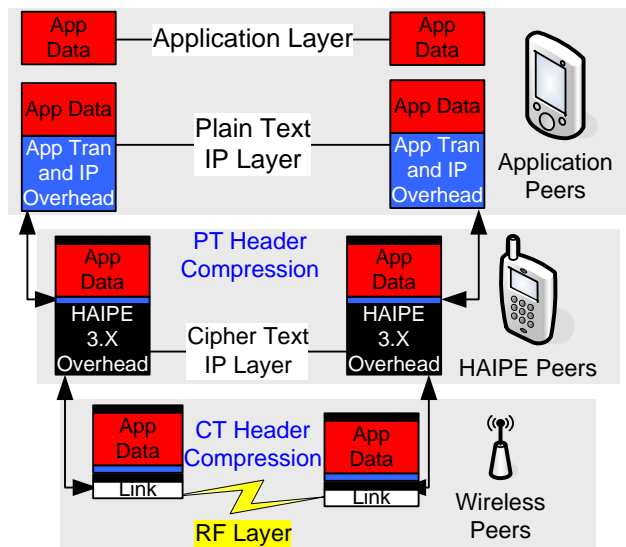 App
Data
Application Layer
App
Data
App Data
App Tran
and IP
Overhead
Plain Text
IP Layer
App Data
App Tran
and IP
Overhead
Application
Peers
PT Header
Compression
App
Data
HAIPE
3.X
Overhead
Cipher Text
IP Layer
App
Data
HAIPE
3.X
Overhead
HAIPE Peers
App
Data
Link
CT Header
Compression
App
Data
Link
RF Layer
Wireless
Peers